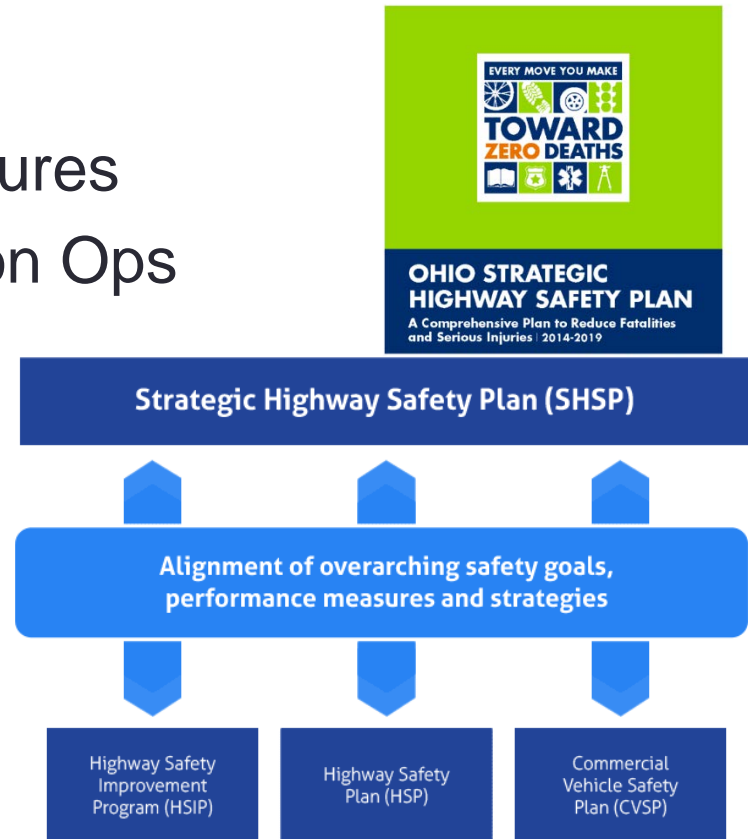 EVERY MOVE YOU MAKE
TOWARD
ZERO DEATHS
ures
on Ops
OHIO STRATEGIC
HIGHWAY SAFETY PLAN
A Comprehensive Plan to Reduce Fatalities
and Serious Injuries | 2014-2019
Strategic Highway Safety Plan (SHSP)
Alignment of overarching safety goals,
performance measures and strategies
Highway Safety
Improvement
Program (HSIP)
Highway Safety
Plan (HSP)
Commercial
Vehicle Safety
Plan (CVSP)